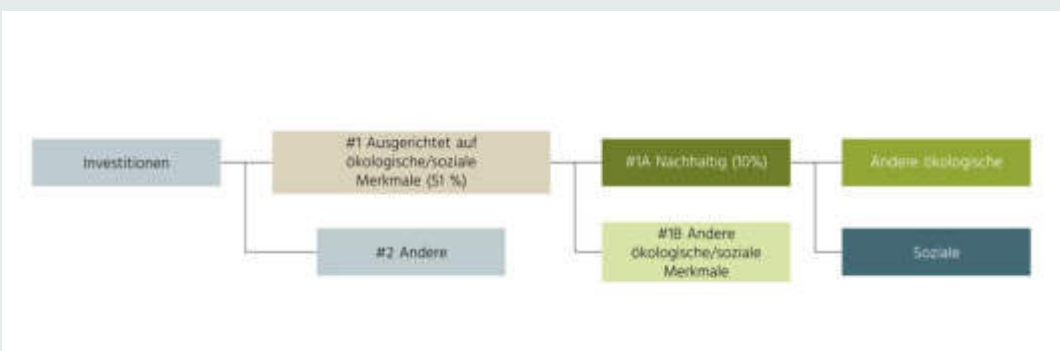 Investitionen
#1 Ausgerichtet auf
ökologische/soziale
Merkmale (51 %)
#2 Andere
#1A Nachhaltig (10%)
#1B Andere
ökologische/soziale
Merkmale
Andere ökologische
Soziale